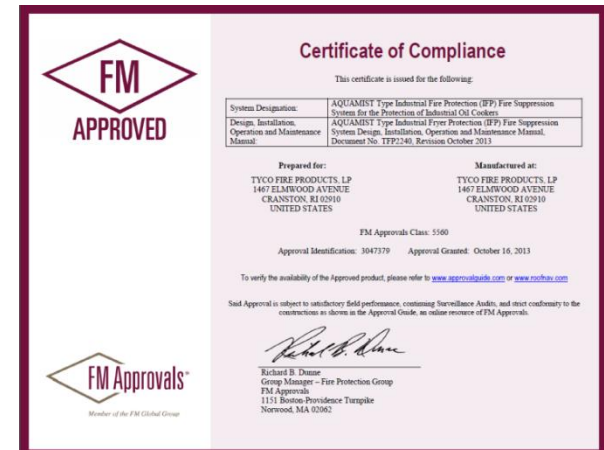 FM
APPROVED
Certificate of Compliance
This certificate is issued for the following:
System Designation: AQUAMIST Type Industrial Fire Protection (IFP) Fire Suppression
System for the Protection of Industrial Oil Cookers
Design, Installation, AQUAMIST Type Industrial Fryer Protection (IFP) Fire Suppression
Operation and Maintenance System Design, Installation, Operation and Maintenance Manual,
Manual: Document No. TFP2240, Revision October 2013
Prepared for:
TYCO FIRE PRODUCTS, LP
1467 ELMWOOD AVENUE
CRANSTON, RI 02910
UNITED STATES
Manufactured at:
TYCO FIRE PRODUCTS, LP
1467 ELMWOOD AVENUE
CRANSTON, RI 02910
UNITED STATES
FM Approvals Class: 5560
Approval Identification: 3047379 Approval Granted: October 16, 2013
To verify the availability of the Approved product, please refer to www.approvalguide.com or www.roofnav.com
Said Approval is subject to satisfactory field performance, continuing Surveillance Audits, and strict conformity to the
constructions as shown in the Approval Guide, an online resource of FM Approvals.
Richard B. Dunne
Richard B. Dunne
Group Manager – Fire Protection Group
FM Approvals
1151 Boston-Providence Turnpike
Norwood, MA 02062
FM Approvals
Member of the FM Global Group